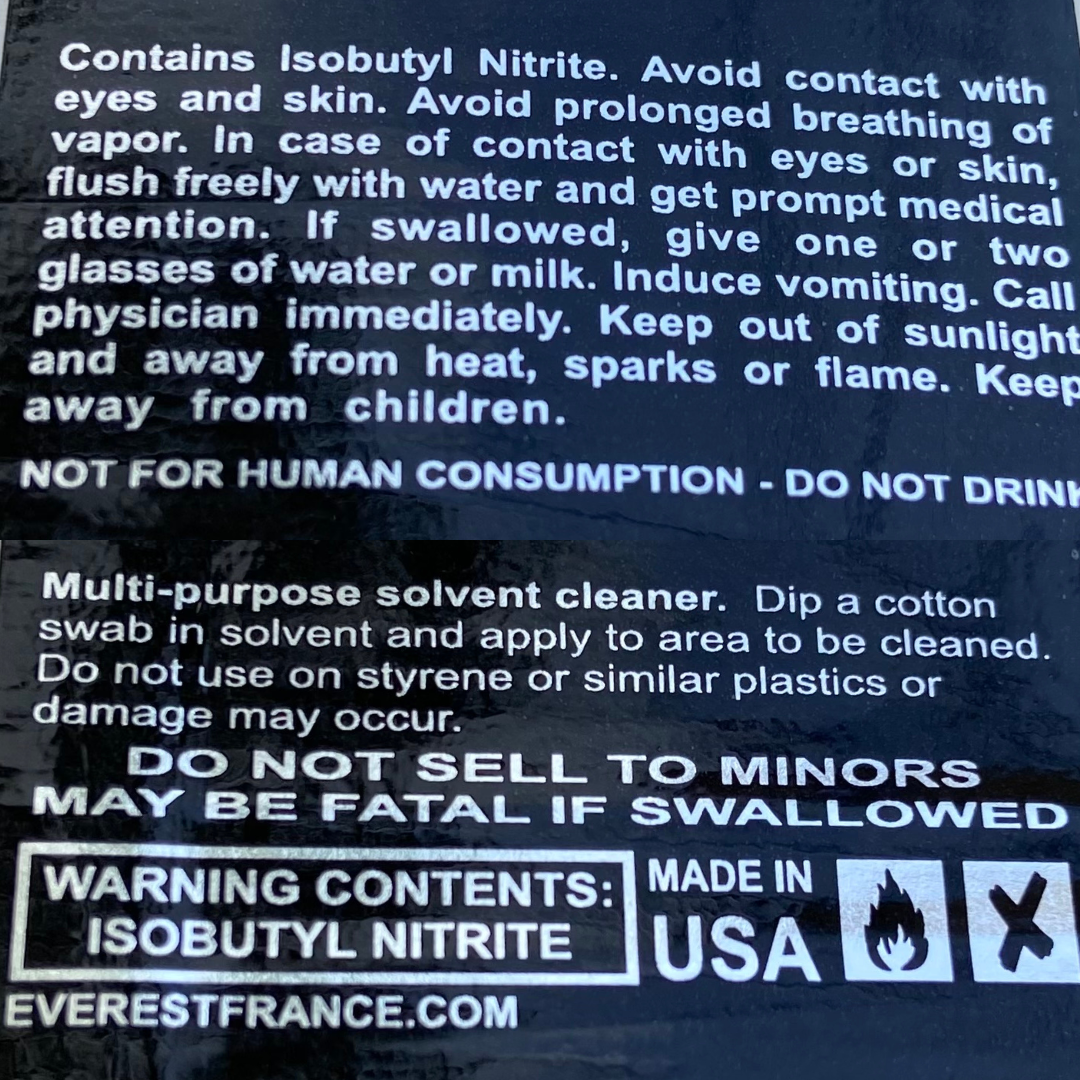 Contains Isobutyl Nitrite. Avoid contact with
eyes and skin. Avoid prolonged breathing of
vapor. In case of contact with eyes or skin,
flush freely with water and get prompt medical
attention. If swallowed, give one or two
glasses of water or milk. Induce vomiting. Call
physician immediately. Keep out of sunlight
and away from heat, sparks or flame. Keep
away from children.
NOT FOR HUMAN CONSUMPTION - DO NOT DRINK
Multi-purpose solvent cleaner. Dip a cotton
swab in solvent and apply to area to be cleaned.
Do not use on styrene or similar plastics or
damage may occur.
DO NOT SELL TO MINORS
MAY BE FATAL IF SWALLOWED
WARNING CONTENTS:
ISOBUTYL NITRITE
MADE IN
USA
EVERESTFRANCE.COM